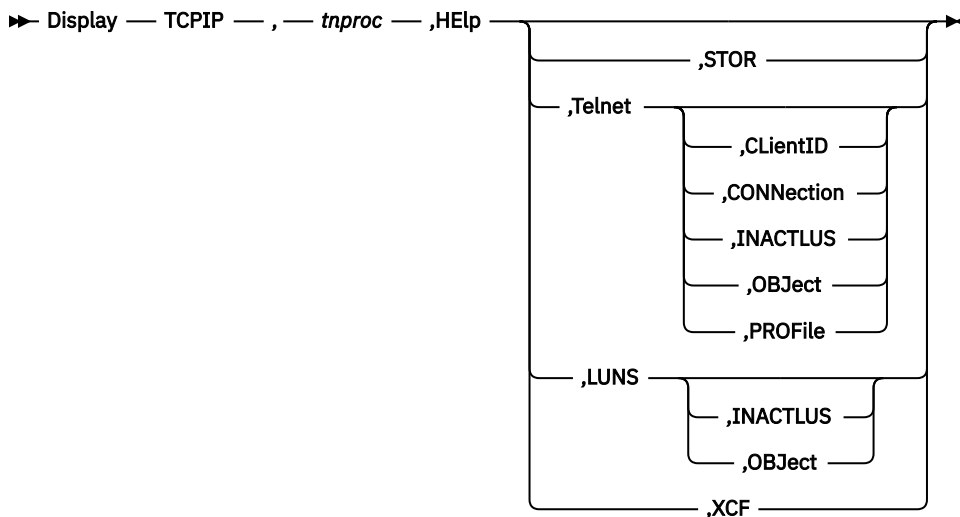 Display TCPIP , tnproc ,HElp
,STOR
,Telnet
,CLientID
,CONNection
,INACTLUS
,OBJect
,PROFile
,LUNS
,INACTLUS
,OBJect
,XCF